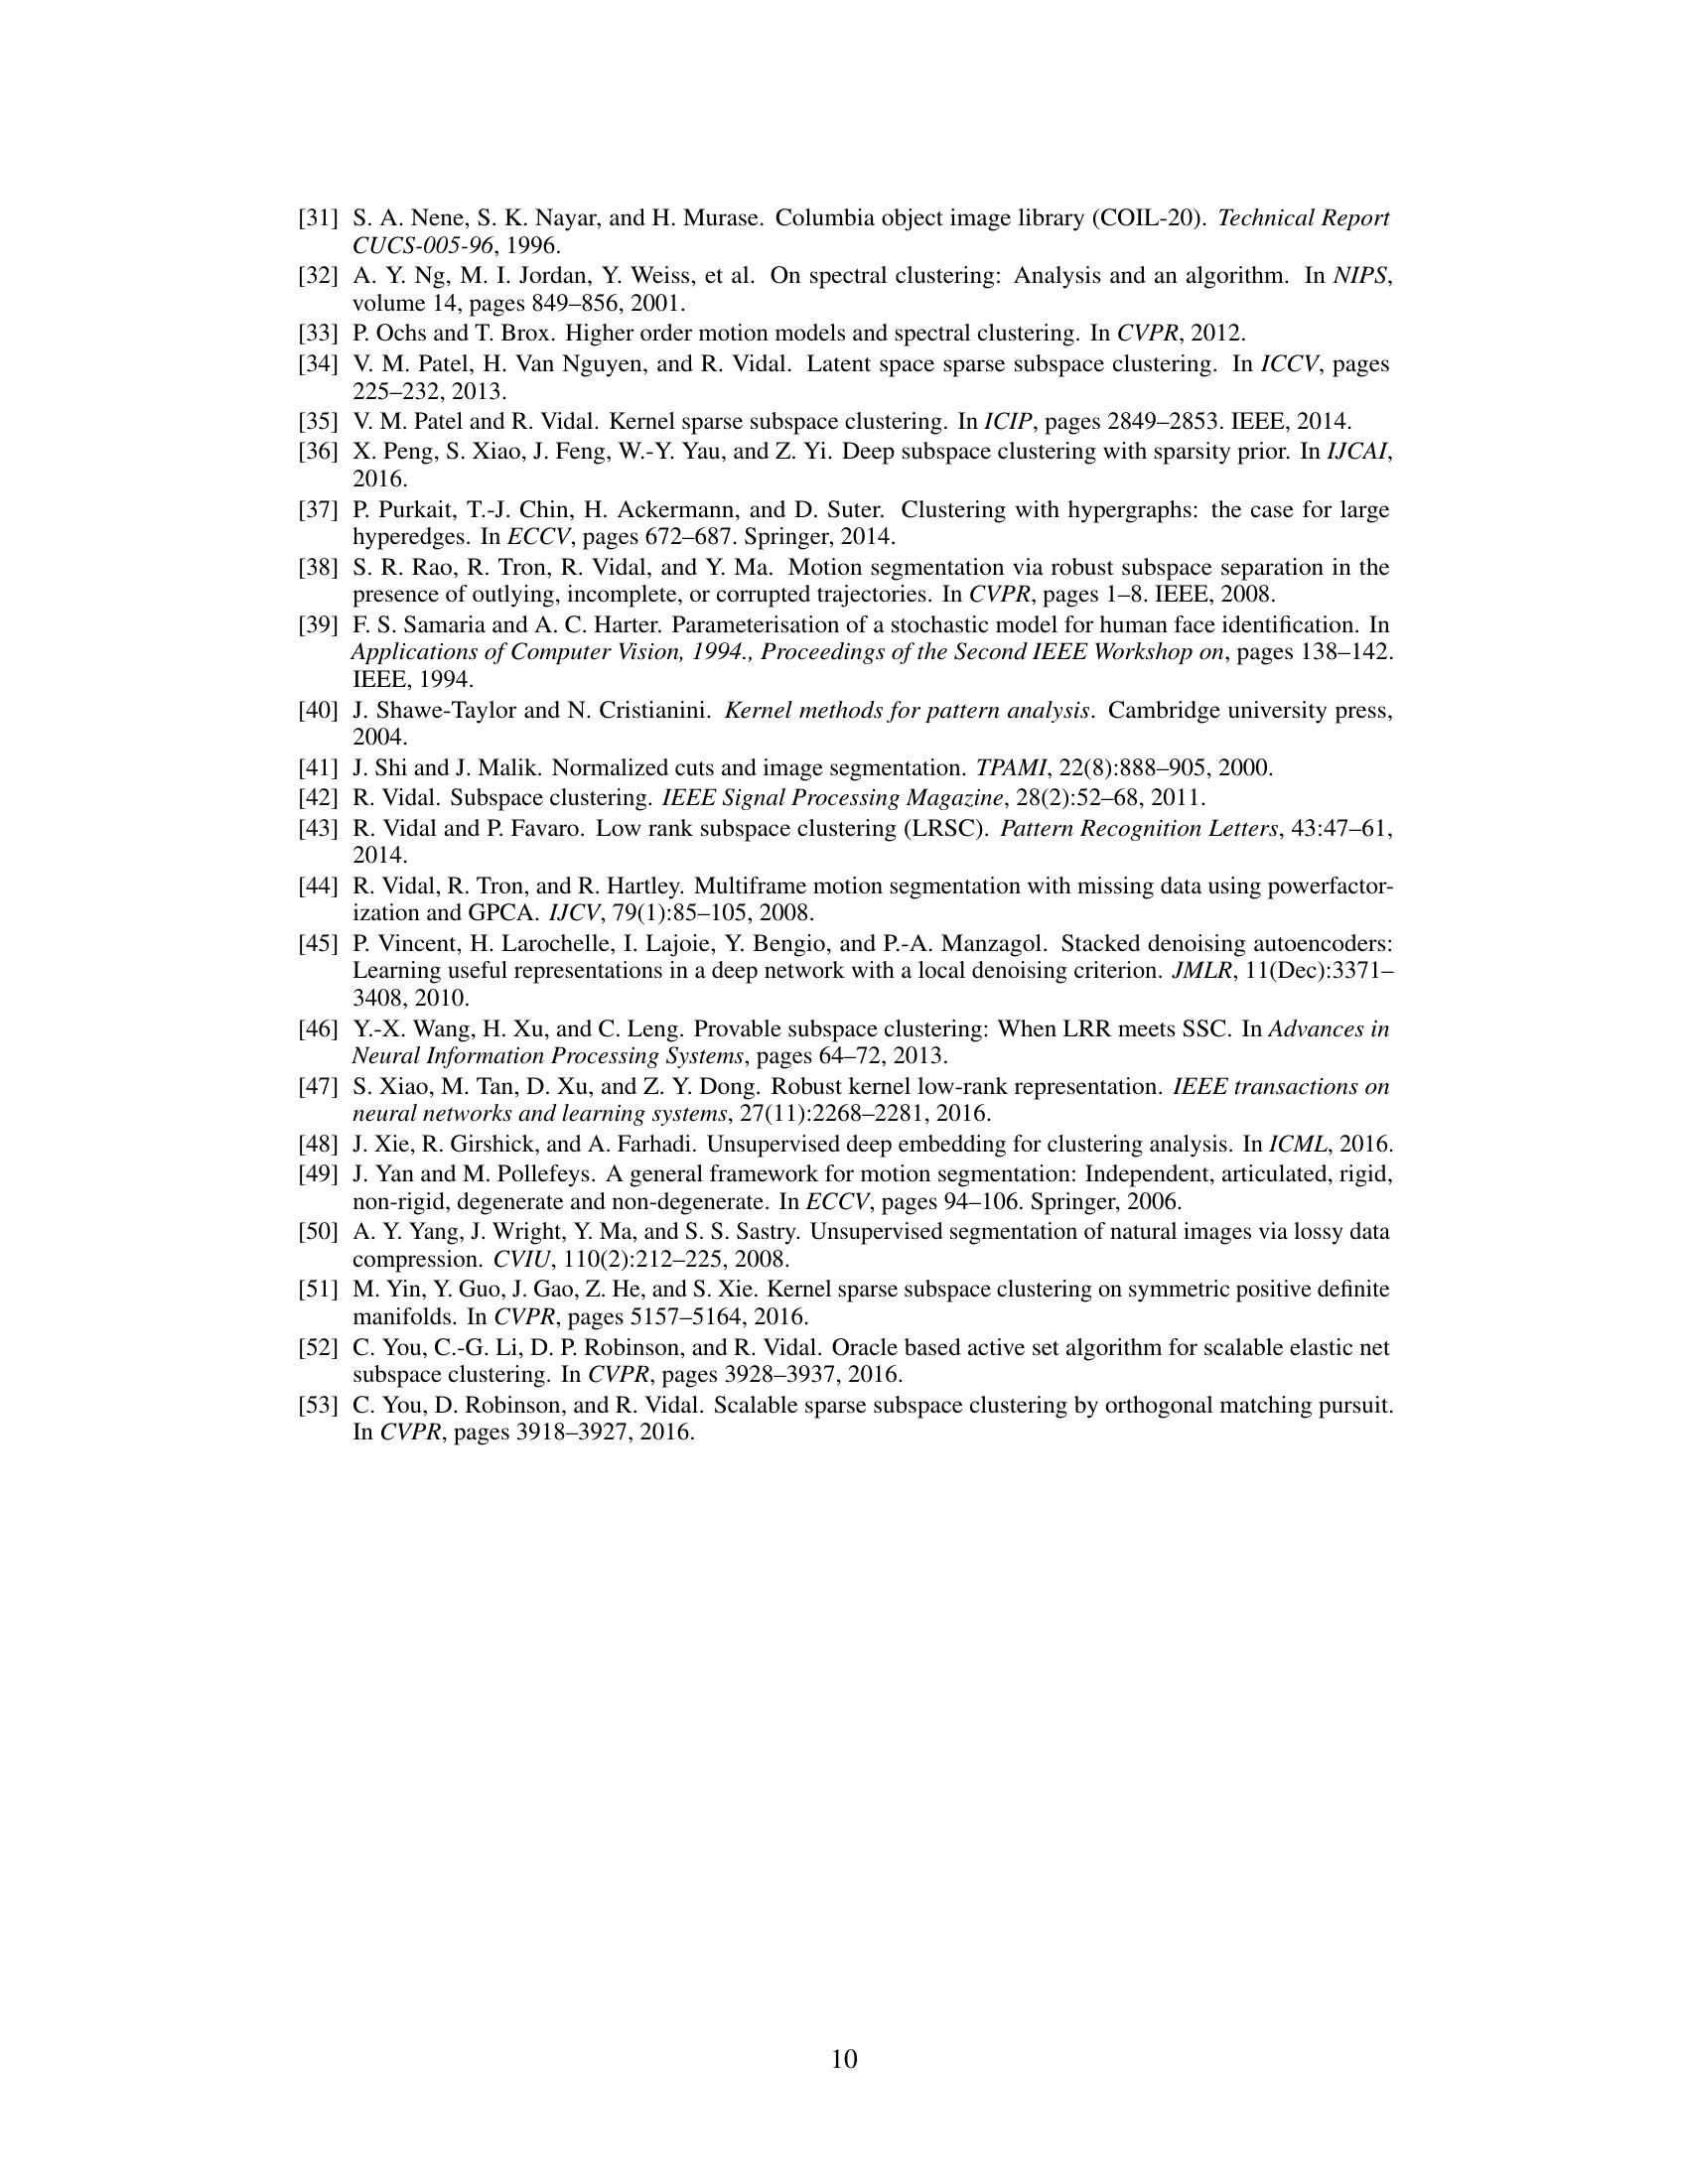 [31] S. A. Nene, S. K. Nayar, and H. Murase. Columbia object image library (COIL-20). Technical Report
CUCS-005-96, 1996.
[32] A. Y. Ng, M. I. Jordan, Y. Weiss, et al. On spectral clustering: Analysis and an algorithm. In NIPS,
volume 14, pages 849–856, 2001.
[33] P. Ochs and T. Brox. Higher order motion models and spectral clustering. In CVPR, 2012.
[34] V. M. Patel, H. Van Nguyen, and R. Vidal. Latent space sparse subspace clustering. In ICCV, pages
225–232, 2013.
[35] V. M. Patel and R. Vidal. Kernel sparse subspace clustering. In ICIP, pages 2849–2853. IEEE, 2014.
[36] X. Peng, S. Xiao, J. Feng, W.-Y. Yau, and Z. Yi. Deep subspace clustering with sparsity prior. In IJCAI,
2016.
[37] P. Purkait, T.-J. Chin, H. Ackermann, and D. Suter. Clustering with hypergraphs: the case for large
hyperedges. In ECCV, pages 672–687. Springer, 2014.
[38] S. R. Rao, R. Tron, R. Vidal, and Y. Ma. Motion segmentation via robust subspace separation in the
presence of outlying, incomplete, or corrupted trajectories. In CVPR, pages 1–8. IEEE, 2008.
[39] F. S. Samaria and A. C. Harter. Parameterisation of a stochastic model for human face identification. In
Applications of Computer Vision, 1994., Proceedings of the Second IEEE Workshop on, pages 138–142.
IEEE, 1994.
[40] J. Shawe-Taylor and N. Cristianini. Kernel methods for pattern analysis. Cambridge university press,
2004.
[41] J. Shi and J. Malik. Normalized cuts and image segmentation. TPAMI, 22(8):888–905, 2000.
[42] R. Vidal. Subspace clustering. IEEE Signal Processing Magazine, 28(2):52–68, 2011.
[43] R. Vidal and P. Favaro. Low rank subspace clustering (LRSC). Pattern Recognition Letters, 43:47–61,
2014.
[44] R. Vidal, R. Tron, and R. Hartley. Multiframe motion segmentation with missing data using powerfactor-
ization and GPCA. IJCV, 79(1):85–105, 2008.
[45] P. Vincent, H. Larochelle, I. Lajoie, Y. Bengio, and P.-A. Manzagol. Stacked denoising autoencoders:
Learning useful representations in a deep network with a local denoising criterion. JMLR, 11(Dec):3371–
3408, 2010.
[46] Y.-X. Wang, H. Xu, and C. Leng. Provable subspace clustering: When LRR meets SSC. In Advances in
Neural Information Processing Systems, pages 64–72, 2013.
[47] S. Xiao, M. Tan, D. Xu, and Z. Y. Dong. Robust kernel low-rank representation. IEEE transactions on
neural networks and learning systems, 27(11):2268–2281, 2016.
[48] J. Xie, R. Girshick, and A. Farhadi. Unsupervised deep embedding for clustering analysis. In ICML, 2016.
[49] J. Yan and M. Pollefeys. A general framework for motion segmentation: Independent, articulated, rigid,
non-rigid, degenerate and non-degenerate. In ECCV, pages 94–106. Springer, 2006.
[50] A. Y. Yang, J. Wright, Y. Ma, and S. S. Sastry. Unsupervised segmentation of natural images via lossy data
compression. CVIU, 110(2):212–225, 2008.
[51] M. Yin, Y. Guo, J. Gao, Z. He, and S. Xie. Kernel sparse subspace clustering on symmetric positive definite
manifolds. In CVPR, pages 5157–5164, 2016.
[52] C. You, C.-G. Li, D. P. Robinson, and R. Vidal. Oracle based active set algorithm for scalable elastic net
subspace clustering. In CVPR, pages 3928–3937, 2016.
[53] C. You, D. Robinson, and R. Vidal. Scalable sparse subspace clustering by orthogonal matching pursuit.
In CVPR, pages 3918–3927, 2016.
10